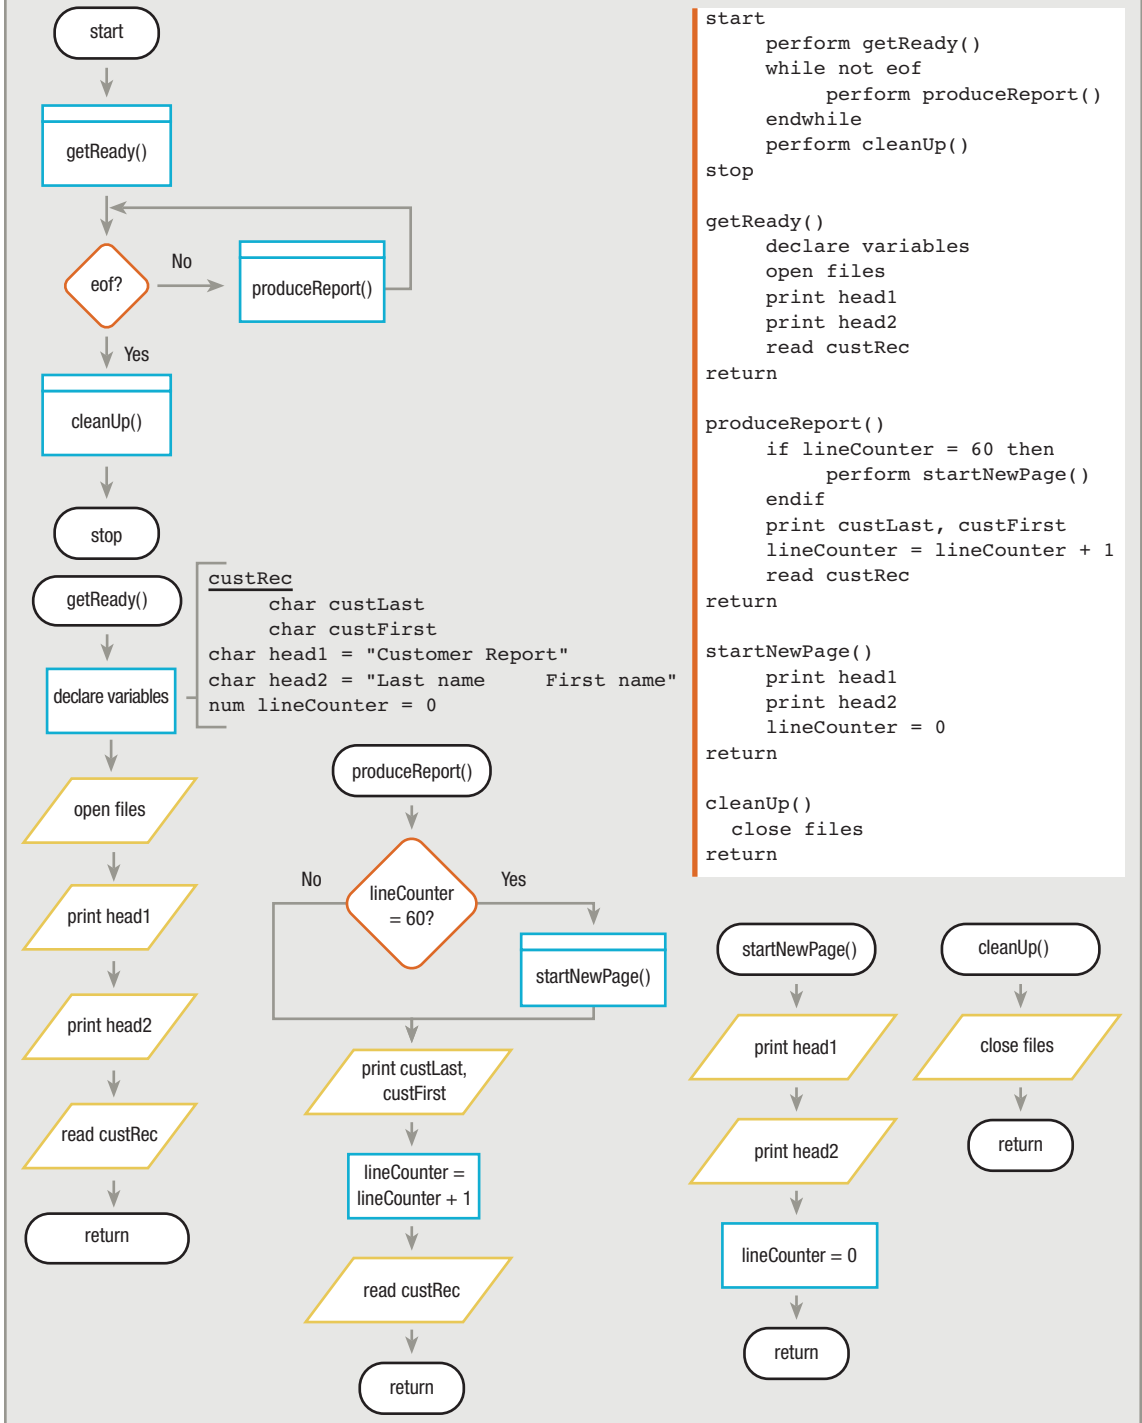 start
getReady()
eof?
No
produceReport()
Yes
cleanUp()
stop
start
perform getReady()
while not eof
perform produceReport()
endwhile
perform cleanUp()
stop
getReady()
declare variables
open files
print head1
print head2
read custRec
return
produceReport()
if lineCounter = 60 then
perform startNewPage()
endif
print custLast, custFirst
lineCounter = lineCounter + 1
read custRec
return
startNewPage()
print head1
print head2
lineCounter = 0
return
cleanUp()
close files
return
getReady()
declare variables
custRec
char custLast
char custFirst
char head1 = "Customer Report"
char head2 = "Last name     First name"
num lineCounter = 0
open files
print head1
print head2
read custRec
return
produceReport()
lineCounter
= 60?
No
Yes
startNewPage()
print custLast,
custFirst
lineCounter =
lineCounter + 1
read custRec
return
startNewPage()
print head1
print head2
lineCounter = 0
return
cleanUp()
close files
return